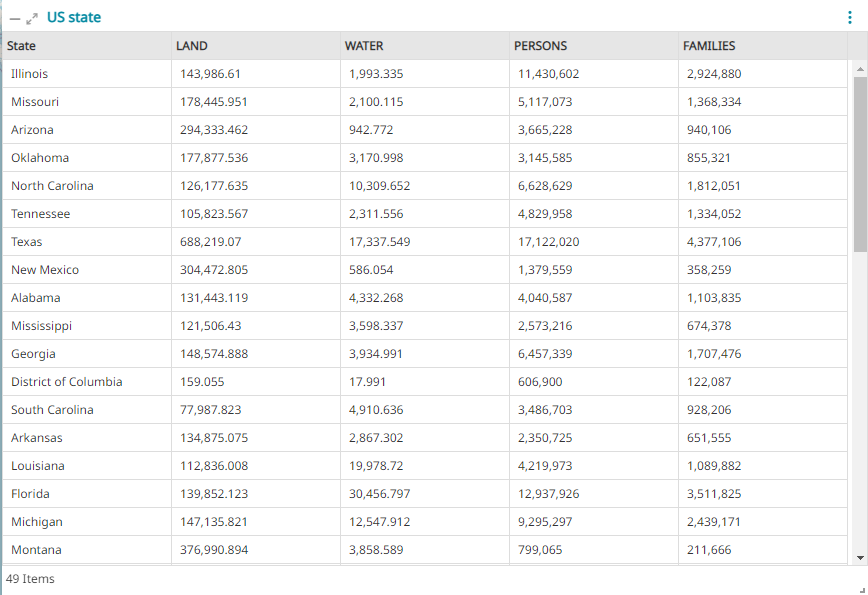 US state
State LAND WATER PERSONS FAMILIES
Illinois 143,986.61 1,993.335 11,430,602 2,924,880
Missouri 178,445.951 2,100.115 5,117,073 1,368,334
Arizona 294,333.462 942.772 3,665,228 940,106
Oklahoma 177,877.536 3,170.998 3,145,585 855,321
North Carolina 126,177.635 10,309.652 6,628,629 1,812,051
Tennessee 105,823.567 2,311.556 4,829,958 1,334,052
Texas 688,219.07 17,337.549 17,122,020 4,377,106
New Mexico 304,472.805 586.054 1,379,559 358,259
Alabama 131,443.119 4,332.268 4,040,587 1,103,835
Mississippi 121,506.43 3,598.337 2,573,216 674,378
Georgia 148,574.888 3,934.991 6,457,339 1,707,476
District of Columbia 159.055 17.991 606,900 122,087
South Carolina 77,987.823 4,910.636 3,486,703 928,206
Arkansas 134,875.075 2,867.302 2,350,725 651,555
Louisiana 112,836.008 19,978.72 4,219,973 1,089,882
Florida 139,852.123 30,456.797 12,937,926 3,511,825
Michigan 147,135.821 12,547.912 9,295,297 2,439,171
Montana 376,990.894 3,858.589 799,065 211,666
49 Items